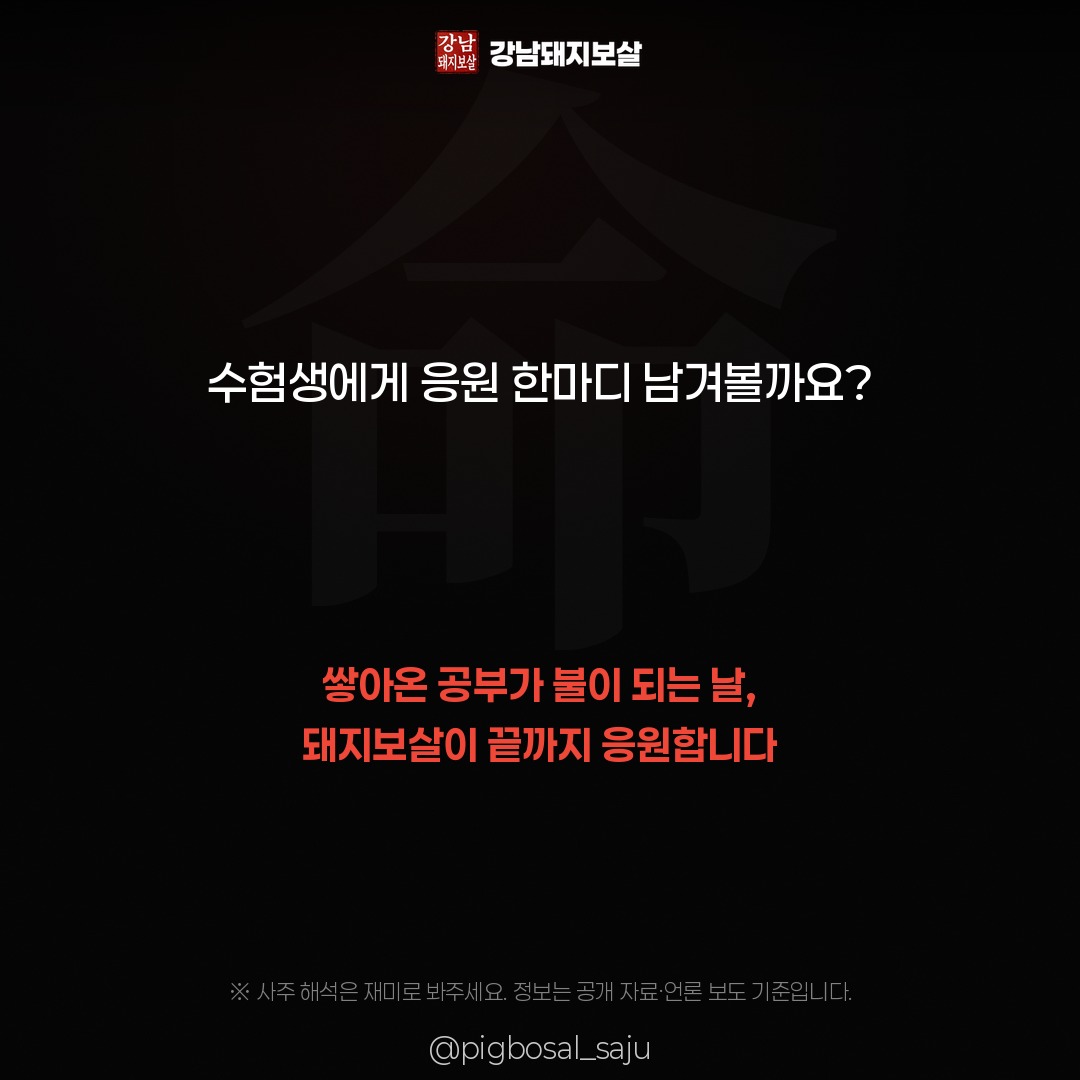 강남
돼지보살
강남돼지보살
命
수험생에게 응원 한마디 남겨볼까요?
쌓아온 공부가 불이 되는 날,
돼지보살이 끝까지 응원합니다
※ 사주 해석은 재미로 봐주세요. 정보는 공개 자료·언론 보도 기준입니다.
@pigbosal_saju